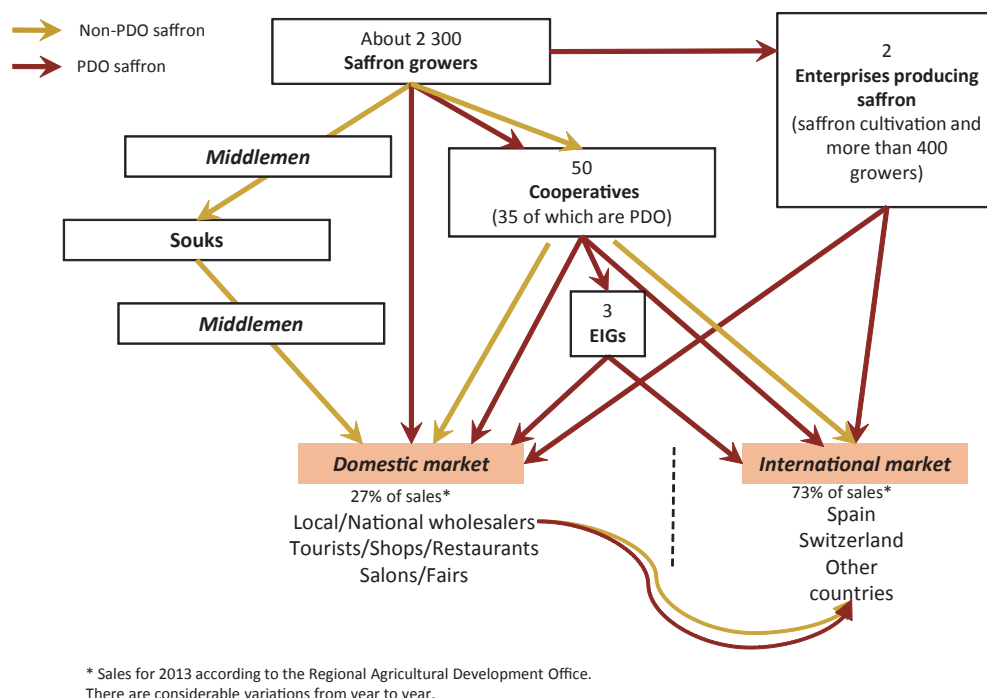 Non-PDO saffron
PDO saffron
About 2 300
Saffron growers
2
Enterprises producing
saffron
(saffron cultivation and
more than 400
growers)
Middlemen
50
Cooperatives
(35 of which are PDO)
Souks
Middlemen
3
EIGs
Domestic market
27% of sales*
Local/National wholesalers
Tourists/Shops/Restaurants
Salons/Fairs
International market
73% of sales*
Spain
Switzerland
Other
countries
* Sales for 2013 according to the Regional Agricultural Development Office.
There are considerable variations from year to year.